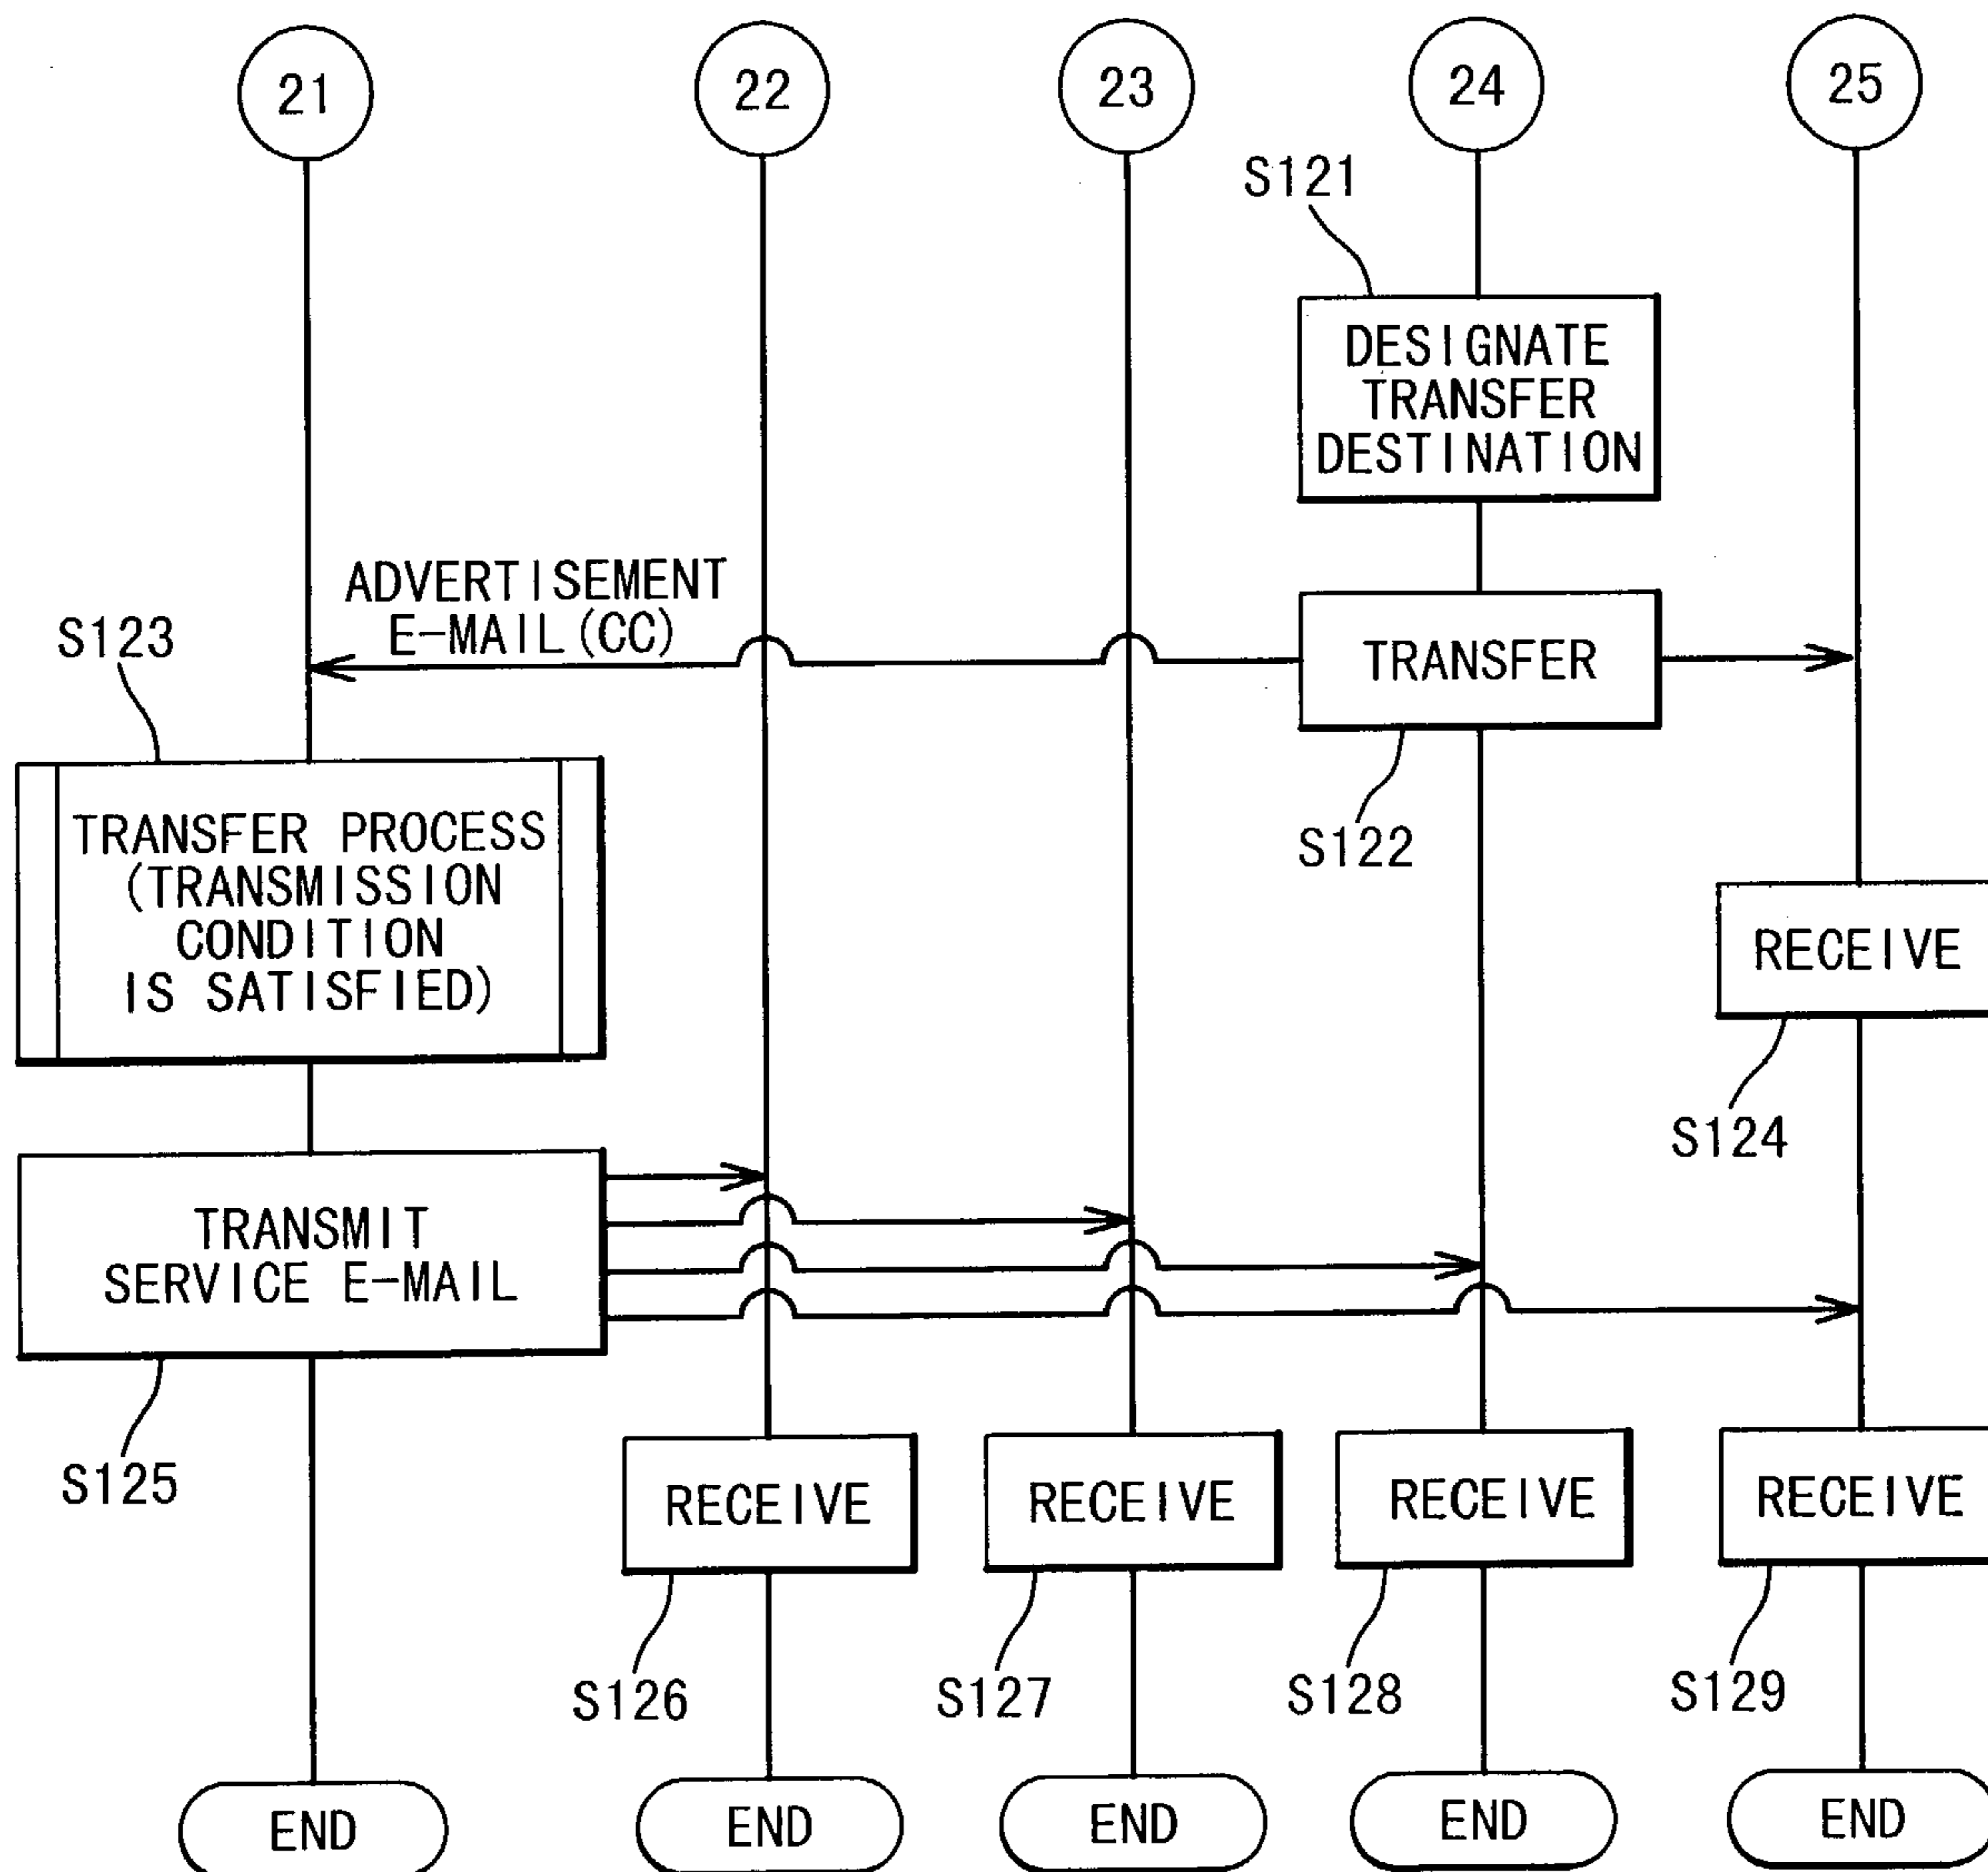 21
22
23
24
25
S121
DESIGNATE
TRANSFER
DESTINATION
ADVERTISEMENT
E-MAIL(CC)
S123
TRANSFER
S122
TRANSFER PROCESS
(TRANSMISSION
CONDITION
IS SATISFIED)
RECEIVE
S124
TRANSMIT
SERVICE E-MAIL
S125
RECEIVE
RECEIVE
RECEIVE
RECEIVE
S126
S127
S128
S129
END
END
END
END
END